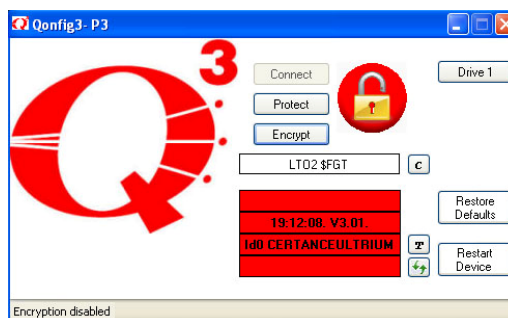 Qonfig3- P3
3
Connect
Drive 1
Protect
Encrypt
LTO2 $FGT
C
Restore
Defaults
19.12.08. V3.01.
Id0 CERTANCEULTRIUM
T
Restart
Device
Encryption disabled